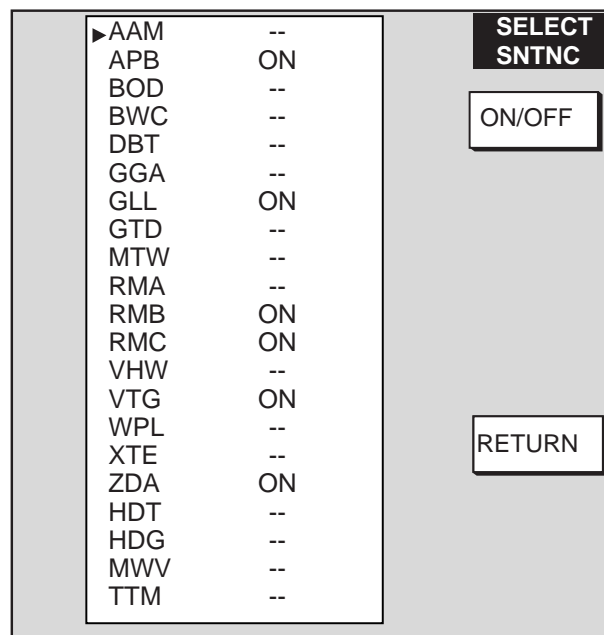 ►AAM --
APB ON
BOD --
BWC --
DBT --
GGA --
GLL ON
GTD --
MTW --
RMA --
RMB ON
RMC ON
VHW --
VTG ON
WPL --
XTE --
ZDA ON
HDT --
HDG --
MWV --
TTM --
SELECT
SNTNC
ON/OFF
RETURN